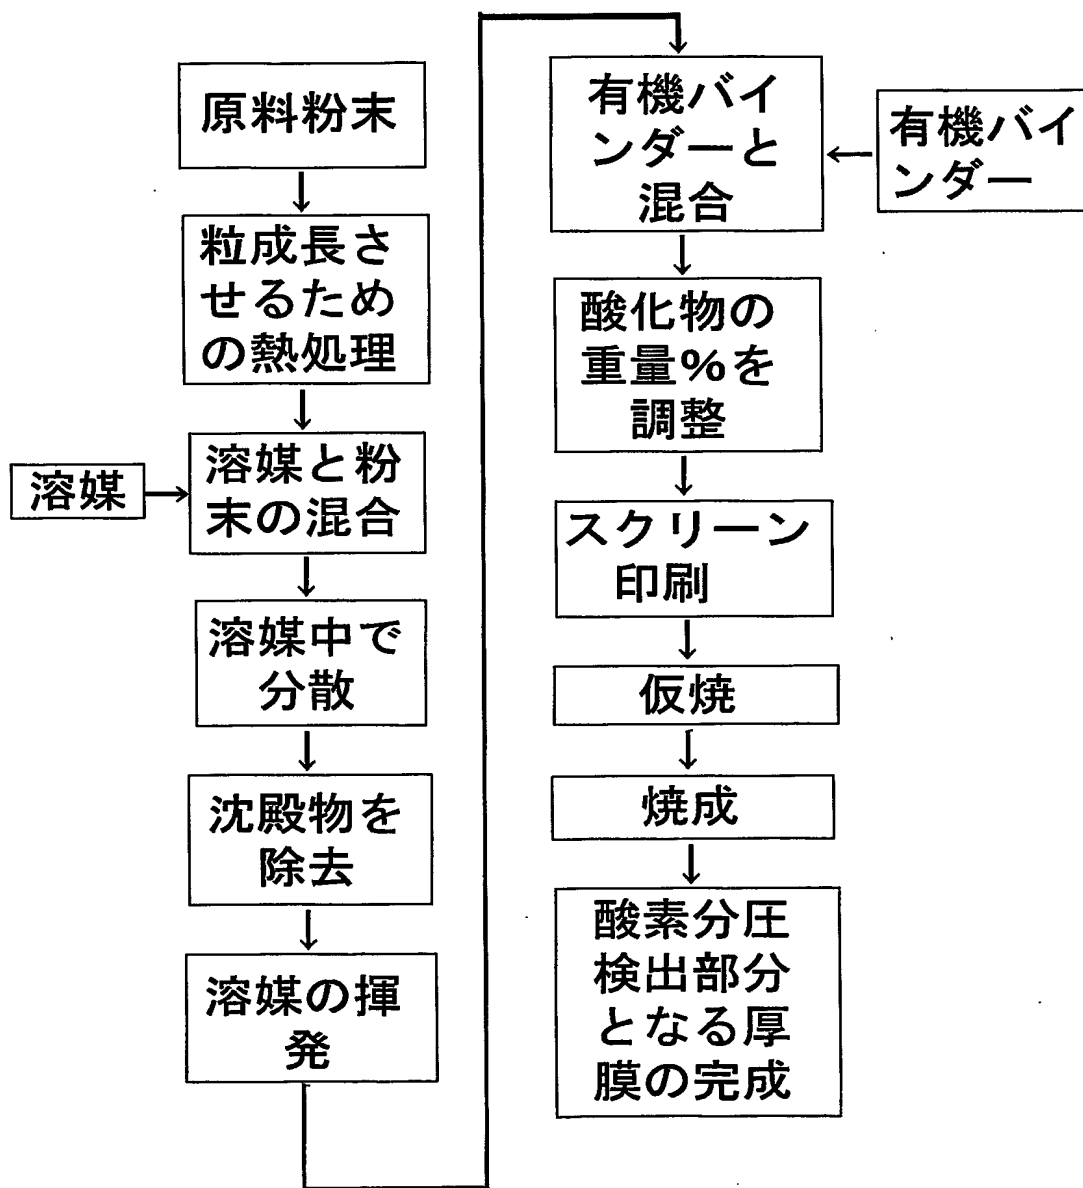 原料粉末
粒成長さ
せるため
の熱処理
溶媒
溶媒と粉
末の混合
溶媒中で
分散
沈殿物を
除去
溶媒の揮
発
有機バイ
ンダーと
混合
有機バイ
ンダー
酸化物の
重量%を
調整
スクリーン
印刷
仮焼
焼成
酸素分圧
検出部分
となる厚
膜の完成